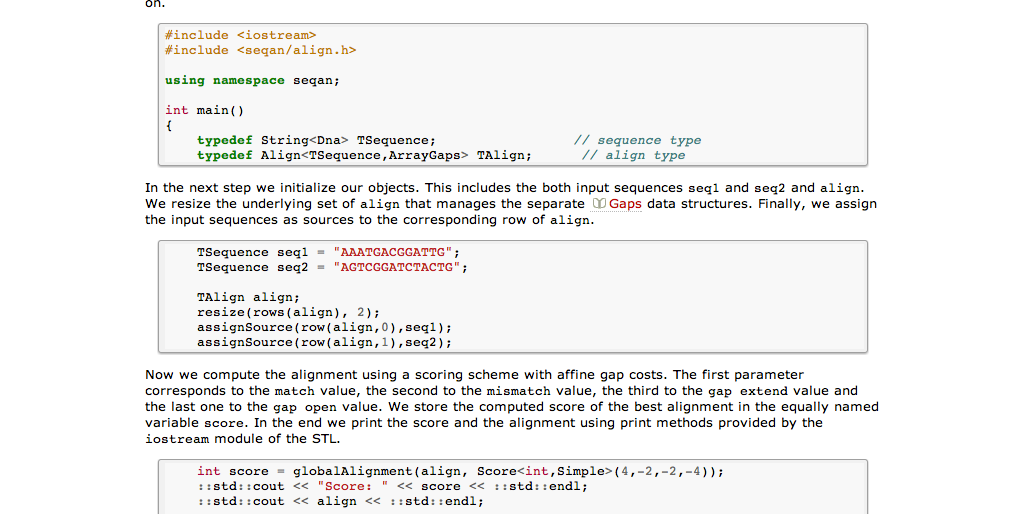 on.
#include <iostream>
#include <seqan/align.h>
using namespace seqan;
int main()
{
typedef String<Dna> TSequence; // sequence type
typedef Align<TSequence,ArrayGaps> TAlign; // align type
In the next step we initialize our objects. This includes the both input sequences seq1 and seq2 and align.
We resize the underlying set of align that manages the separate Gaps data structures. Finally, we assign
the input sequences as sources to the corresponding row of align.
TSequence seq1 = "AAATGACGGATTG";
TSequence seq2 = "AGTCGGATCTACTG";
TAlign align;
resize(rows(align), 2);
assignSource(row(align,0),seq1);
assignSource(row(align,1),seq2);
Now we compute the alignment using a scoring scheme with affine gap costs. The first parameter
corresponds to the match value, the second to the mismatch value, the third to the gap extend value and
the last one to the gap open value. We store the computed score of the best alignment in the equally named
variable score. In the end we print the score and the alignment using print methods provided by the
iostream module of the STL.
int score = globalAlignment(align, Score<int,Simple>(4,-2,-2,-4));
::std::cout << "Score: " << score << ::std::endl;
::std::cout << align << ::std::endl;